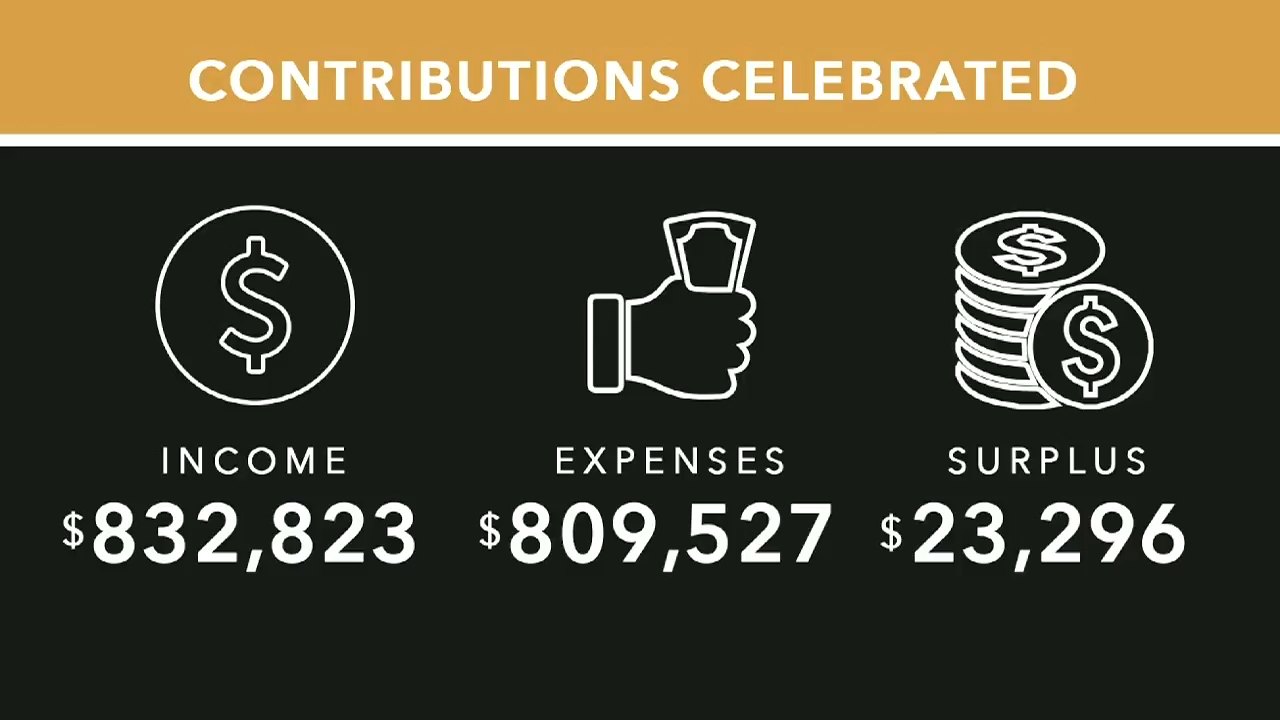 CONTRIBUTIONS CELEBRATED
INCOME EXPENSES SURPLUS
$832,823 $809,527 $23,296